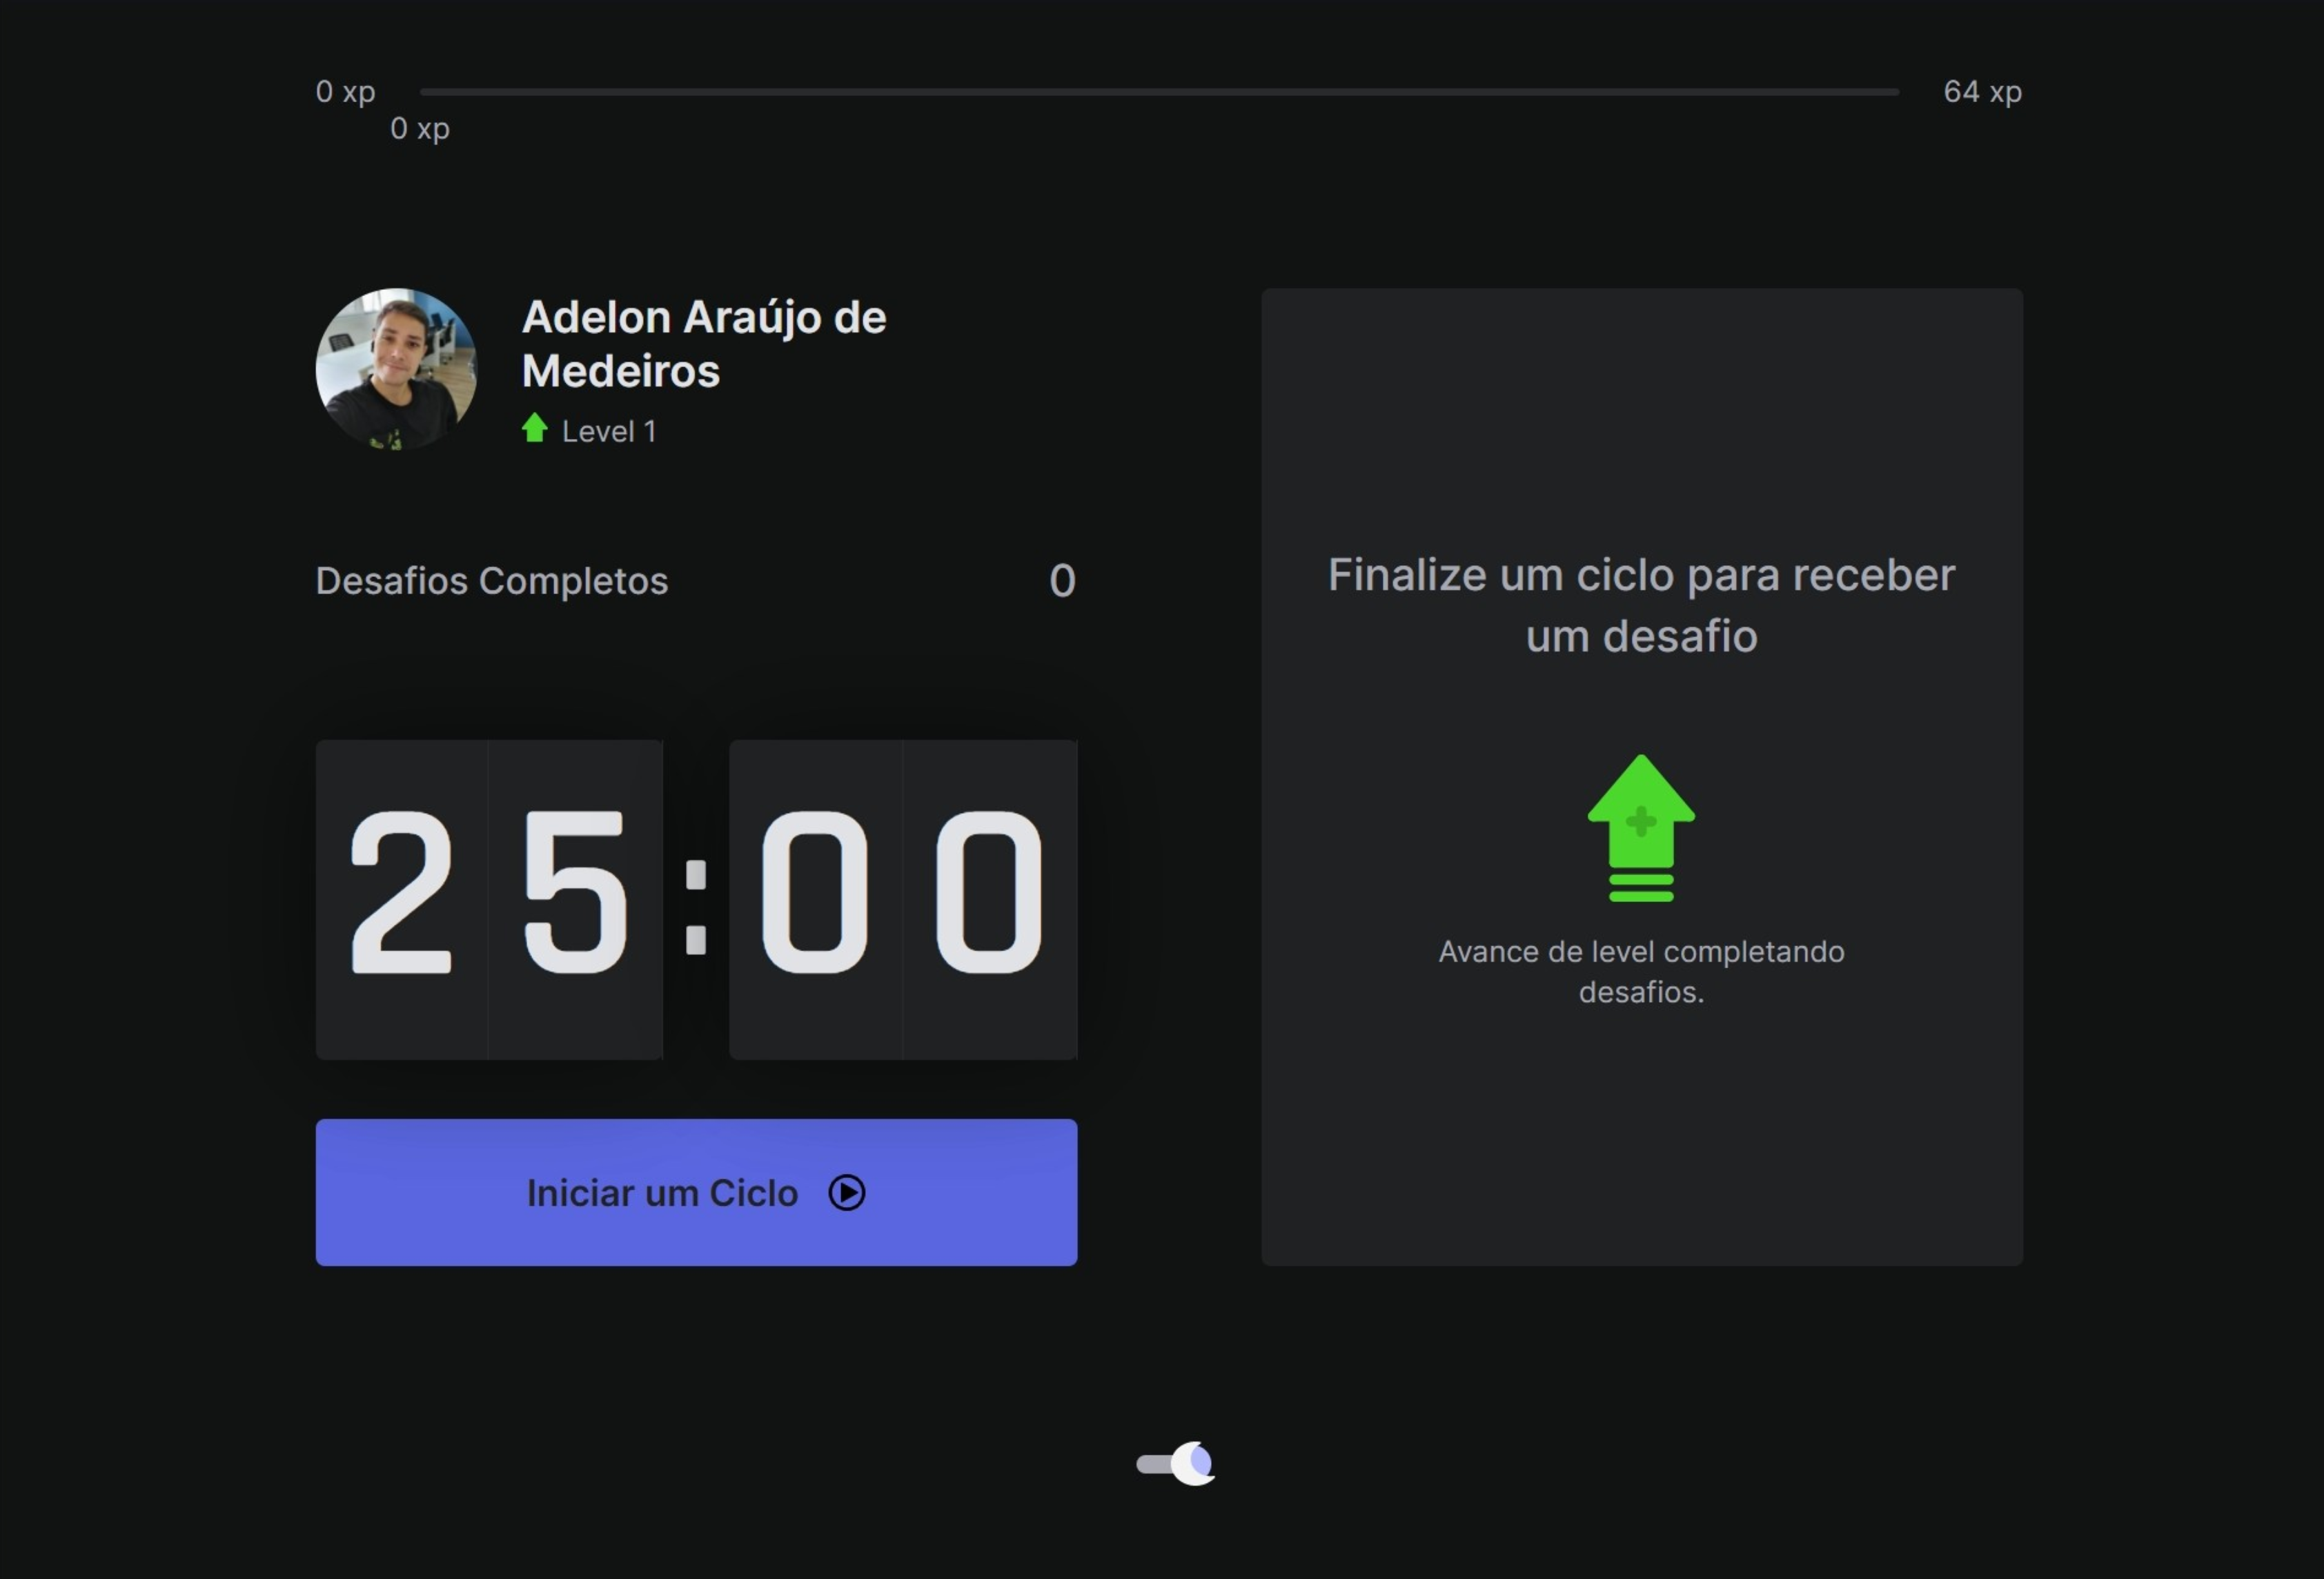 0 xp
64 xp
0 xp
Adelon Araújo de
Medeiros
Level 1
Desafios Completos
0
25:00
Iniciar um Ciclo
Finalize um ciclo para receber
um desafio
Avance de level completando
desafios.